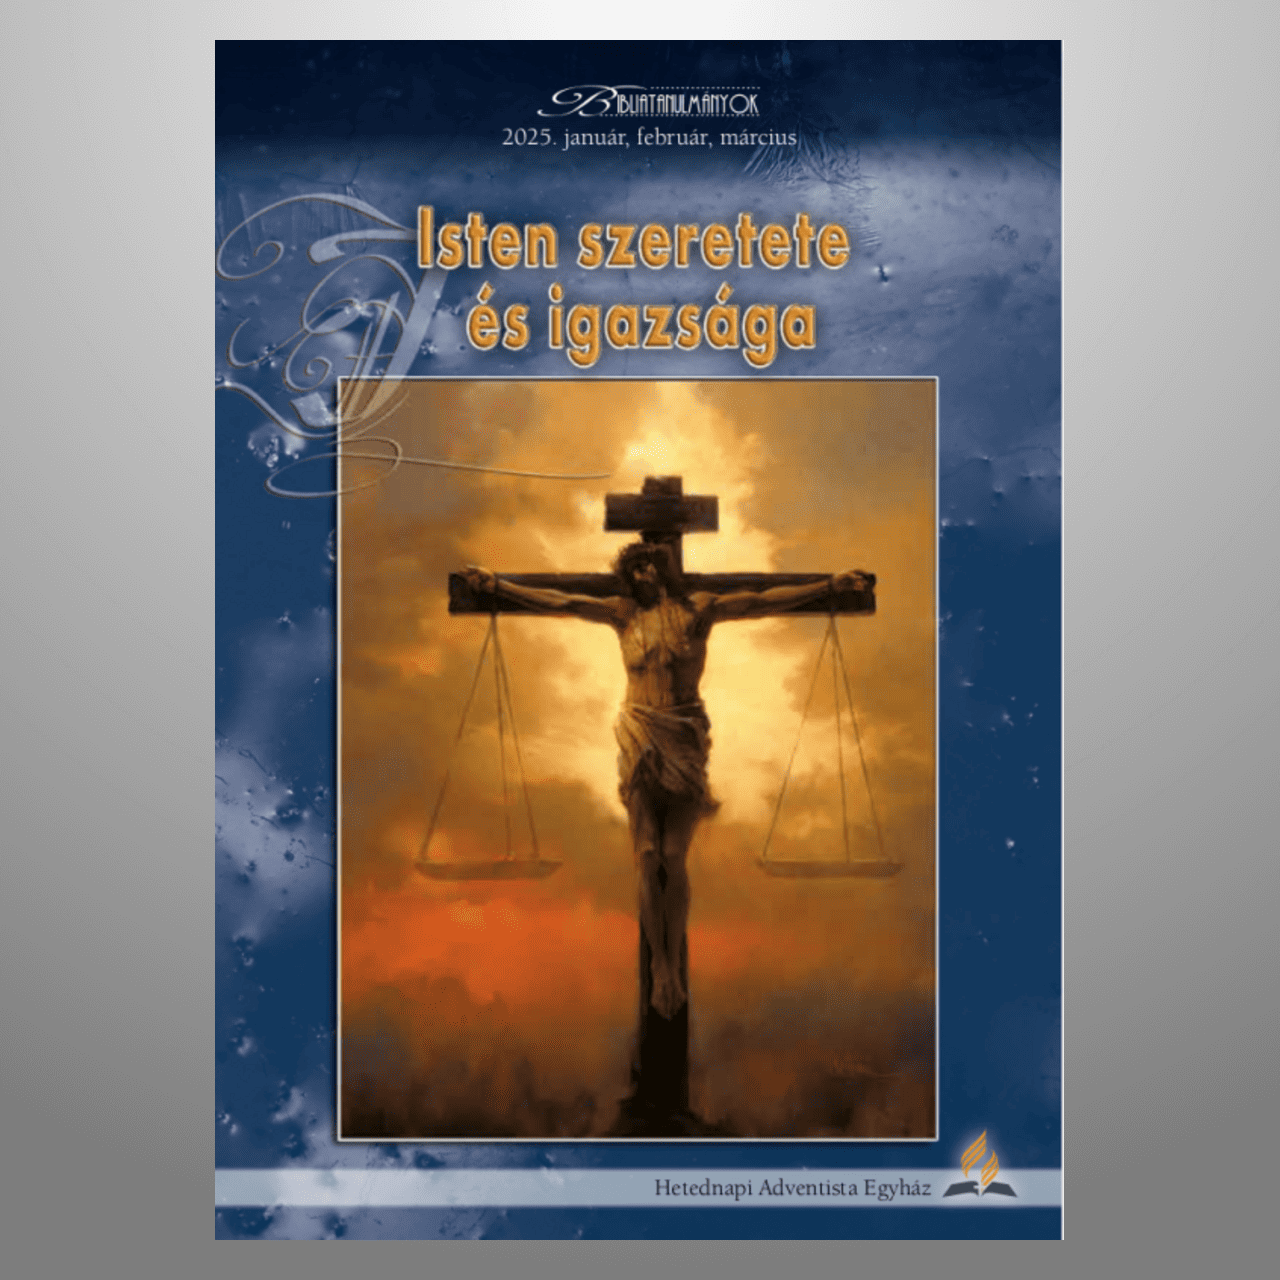 BIBLIATANULMÁNYOK
2025. január, február, március
Isten szeretete
és igazsága
Hetednapi Adventista Egyház